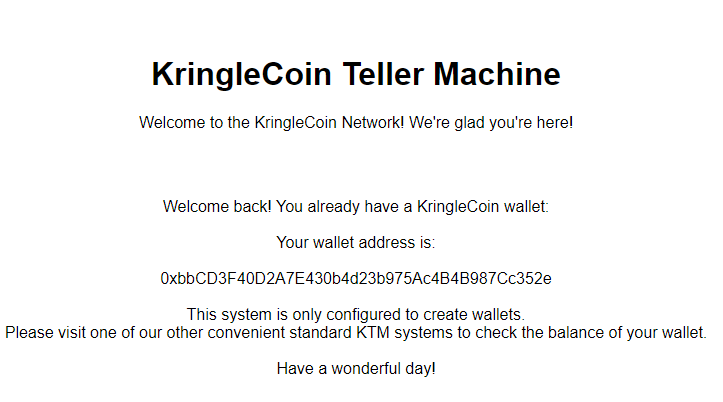 KringleCoin Teller Machine
Welcome to the KringleCoin Network! We're glad you're here!
Welcome back! You already have a KringleCoin wallet:
Your wallet address is:
0xbbCD3F40D2A7E430b4d23b975Ac4B4B987Cc352e
This system is only configured to create wallets.
Please visit one of our other convenient standard KTM systems to check the balance of your wallet.
Have a wonderful day!